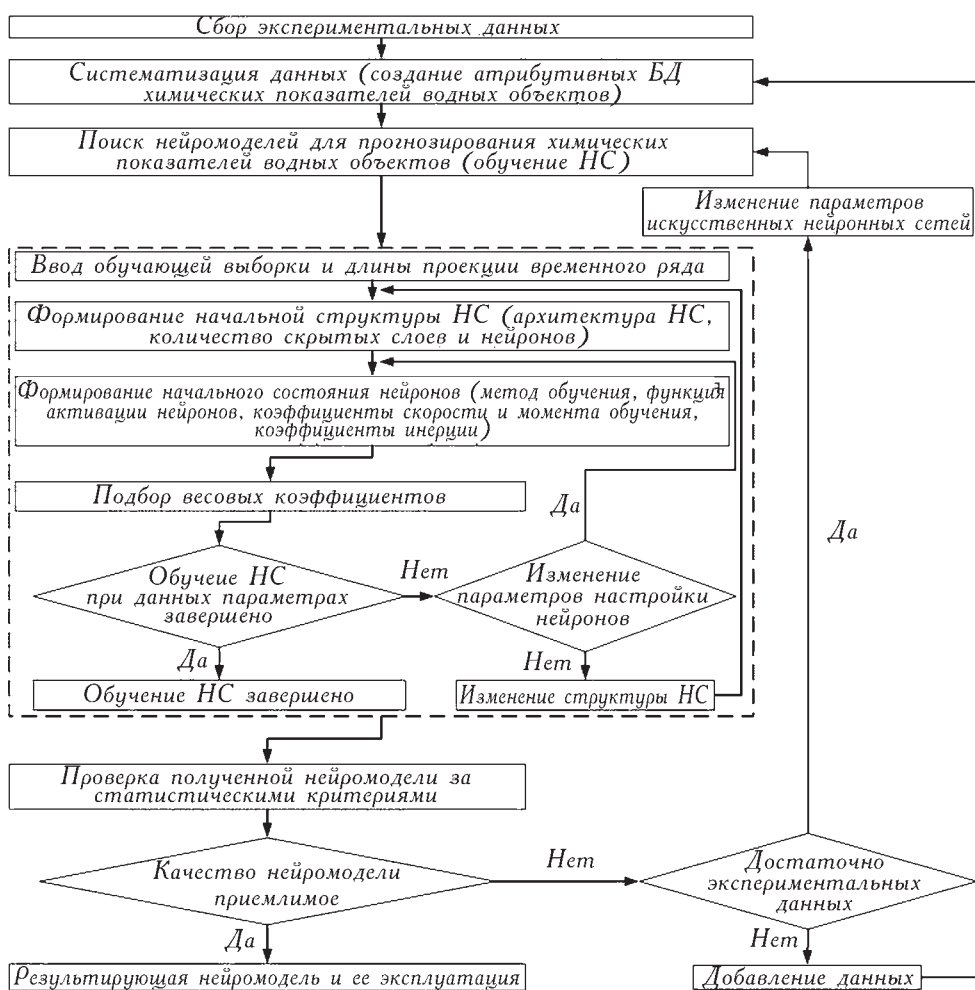 Сбор экспериментальных данных
Систематизация данных (создание атрибутивных БД
химических показателей водных объектов)
Поиск нейромоделей для прогнозирования химических
показателей водных объектов (обучение НС)
Изменение параметров
искусственных нейронных сетей
Ввод обучающей выборки и длины проекции временного ряда
Формирование начальной структуры НС (архитектура НС,
количество скрытых слоев и нейронов)
Формирование начального состояния нейронов (метод обучения, функция
активации нейронов, коэффициенты скорости и момента обучения,
коэффициенты инерции)
Подбор весовых коэффициентов
Да
Да
Обучеие НС
при данных параметрах
завершено
Нет
Изменение
параметров настройки
нейронов
Да
Нет
Обучение НС завершено
Изменение структуры НС
Проверка полученной нейромодели за
статистическими критериями
Качество нейромодели
приемлимое
Нет
Достаточно
экспериментальных
данных
Да
Нет
Результирующая нейромодель и ее эксплуатация
Добавление данных